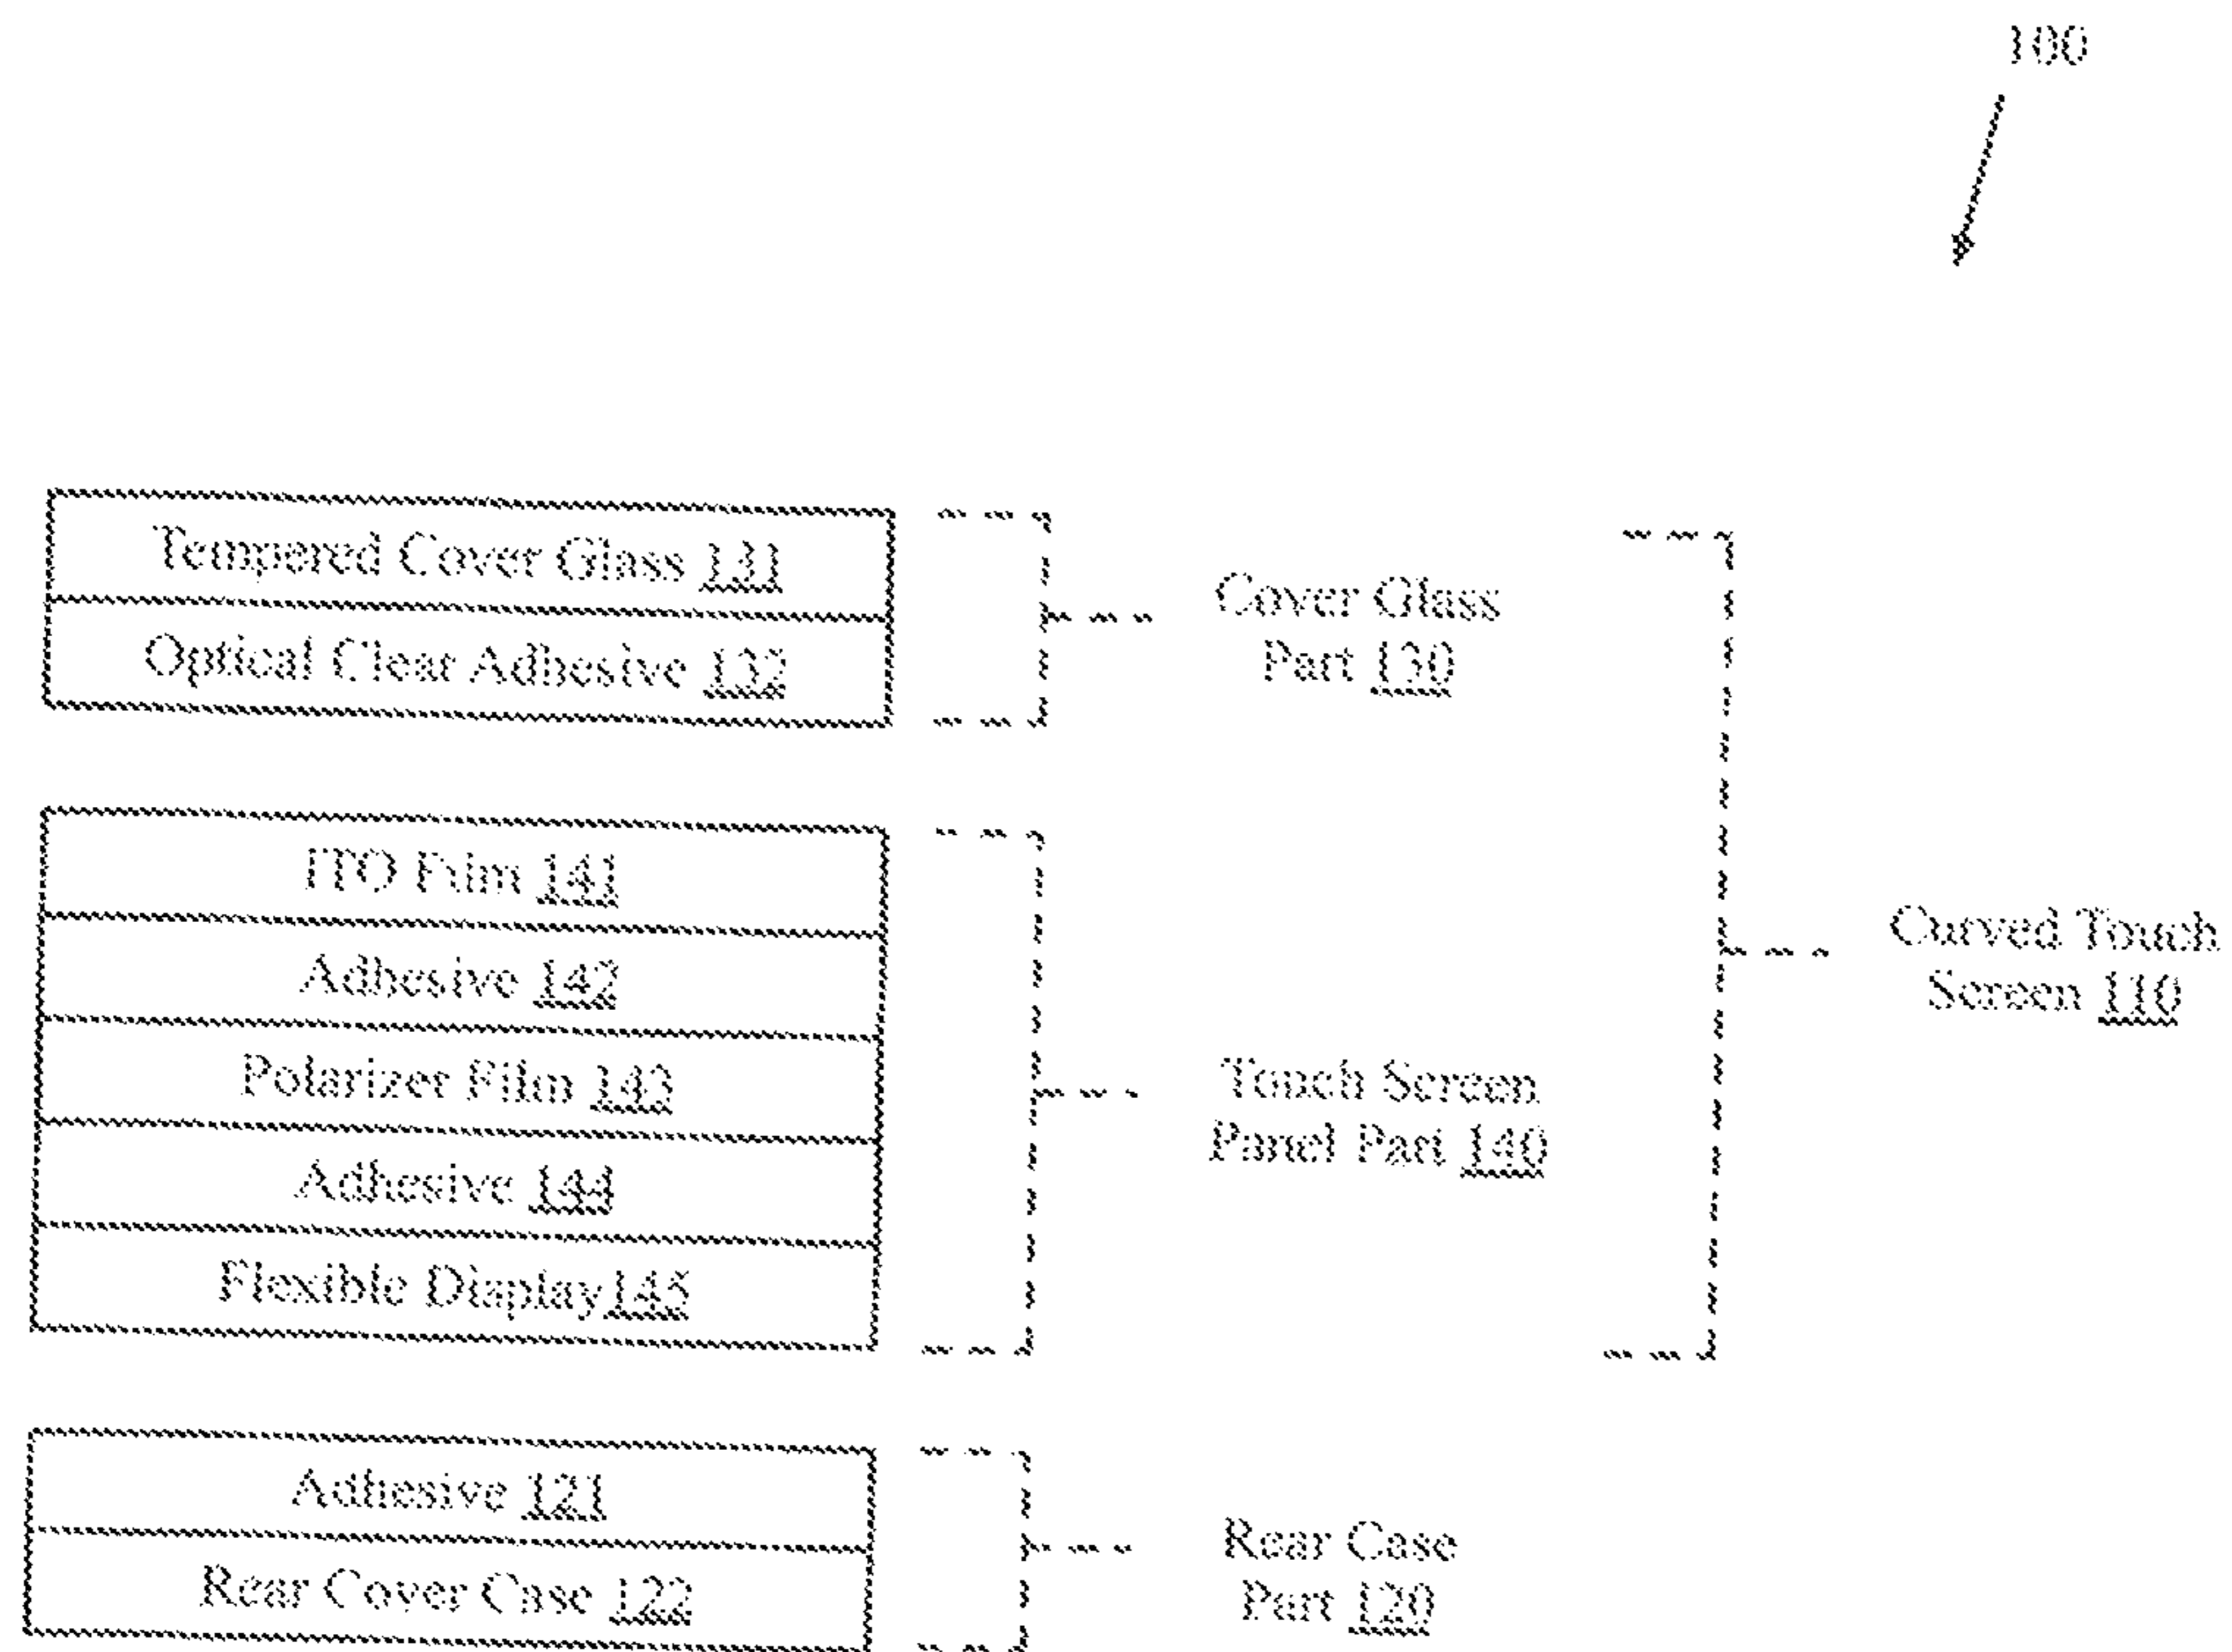 100
Tempered Cover Glass 131
Optical Clear Adhesive 132
Cover Glass
Part 130
ITO Film 141
Adhesive 142
Polarizer Film 143
Adhesive 144
Flexible Display 145
Touch Screen
Panel Part 140
Curved Touch
Screen 110
Adhesive 121
Rear Cover Case 122
Rear Case
Part 120